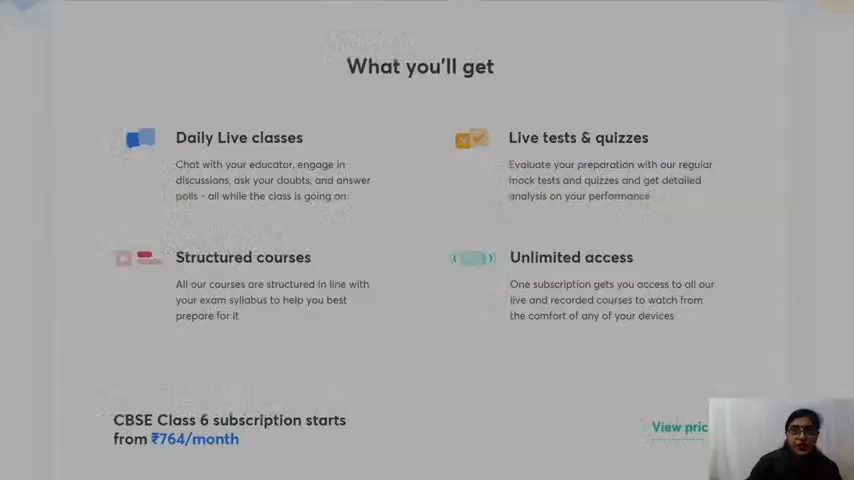 What you'll get
Daily Live classes
Chat with your educator, engage in
discussions, ask your doubts, and answer
polls - all while the class is going on
Live tests & quizzes
Evaluate your preparation with our regular
mock tests and quizzes and get detailed
analysis on your performance
Structured courses
All our courses are structured in line with
your exam syllabus to help you best
prepare for it
Unlimited access
One subscription gets you access to all our
live and recorded courses to watch from
the comfort of any of your devices
CBSE Class 6 subscription starts
from ₹764/month
View